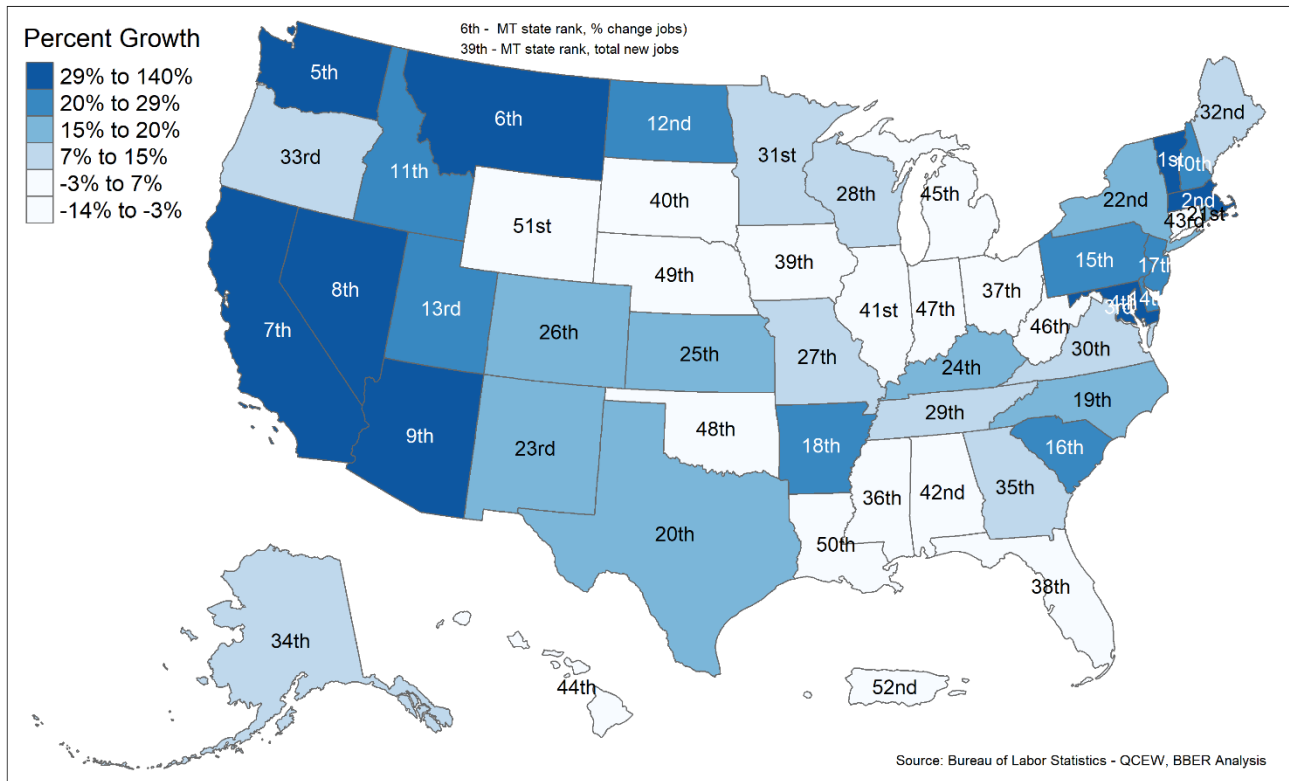 6th - MT state rank, % change jobs)
39th - MT state rank, total new jobs
Percent Growth
29% to 140%
20% to 29%
15% to 20%
7% to 15%
-3% to 7%
-14% to -3%
5th
6th
12nd
32nd
33rd
11th
31st
1st
10th
28th
45th
22nd
2nd
21st
43rd
40th
51st
15th
17th
39th
49th
37th
8th
13rd
41st
47th
4th
14th
3rd
46th
7th
26th
25th
27th
30th
24th
19th
29th
9th
23rd
48th
18th
16th
36th
42nd
35th
20th
50th
38th
34th
44th
52nd
Source: Bureau of Labor Statistics - QCEW, BBER Analysis